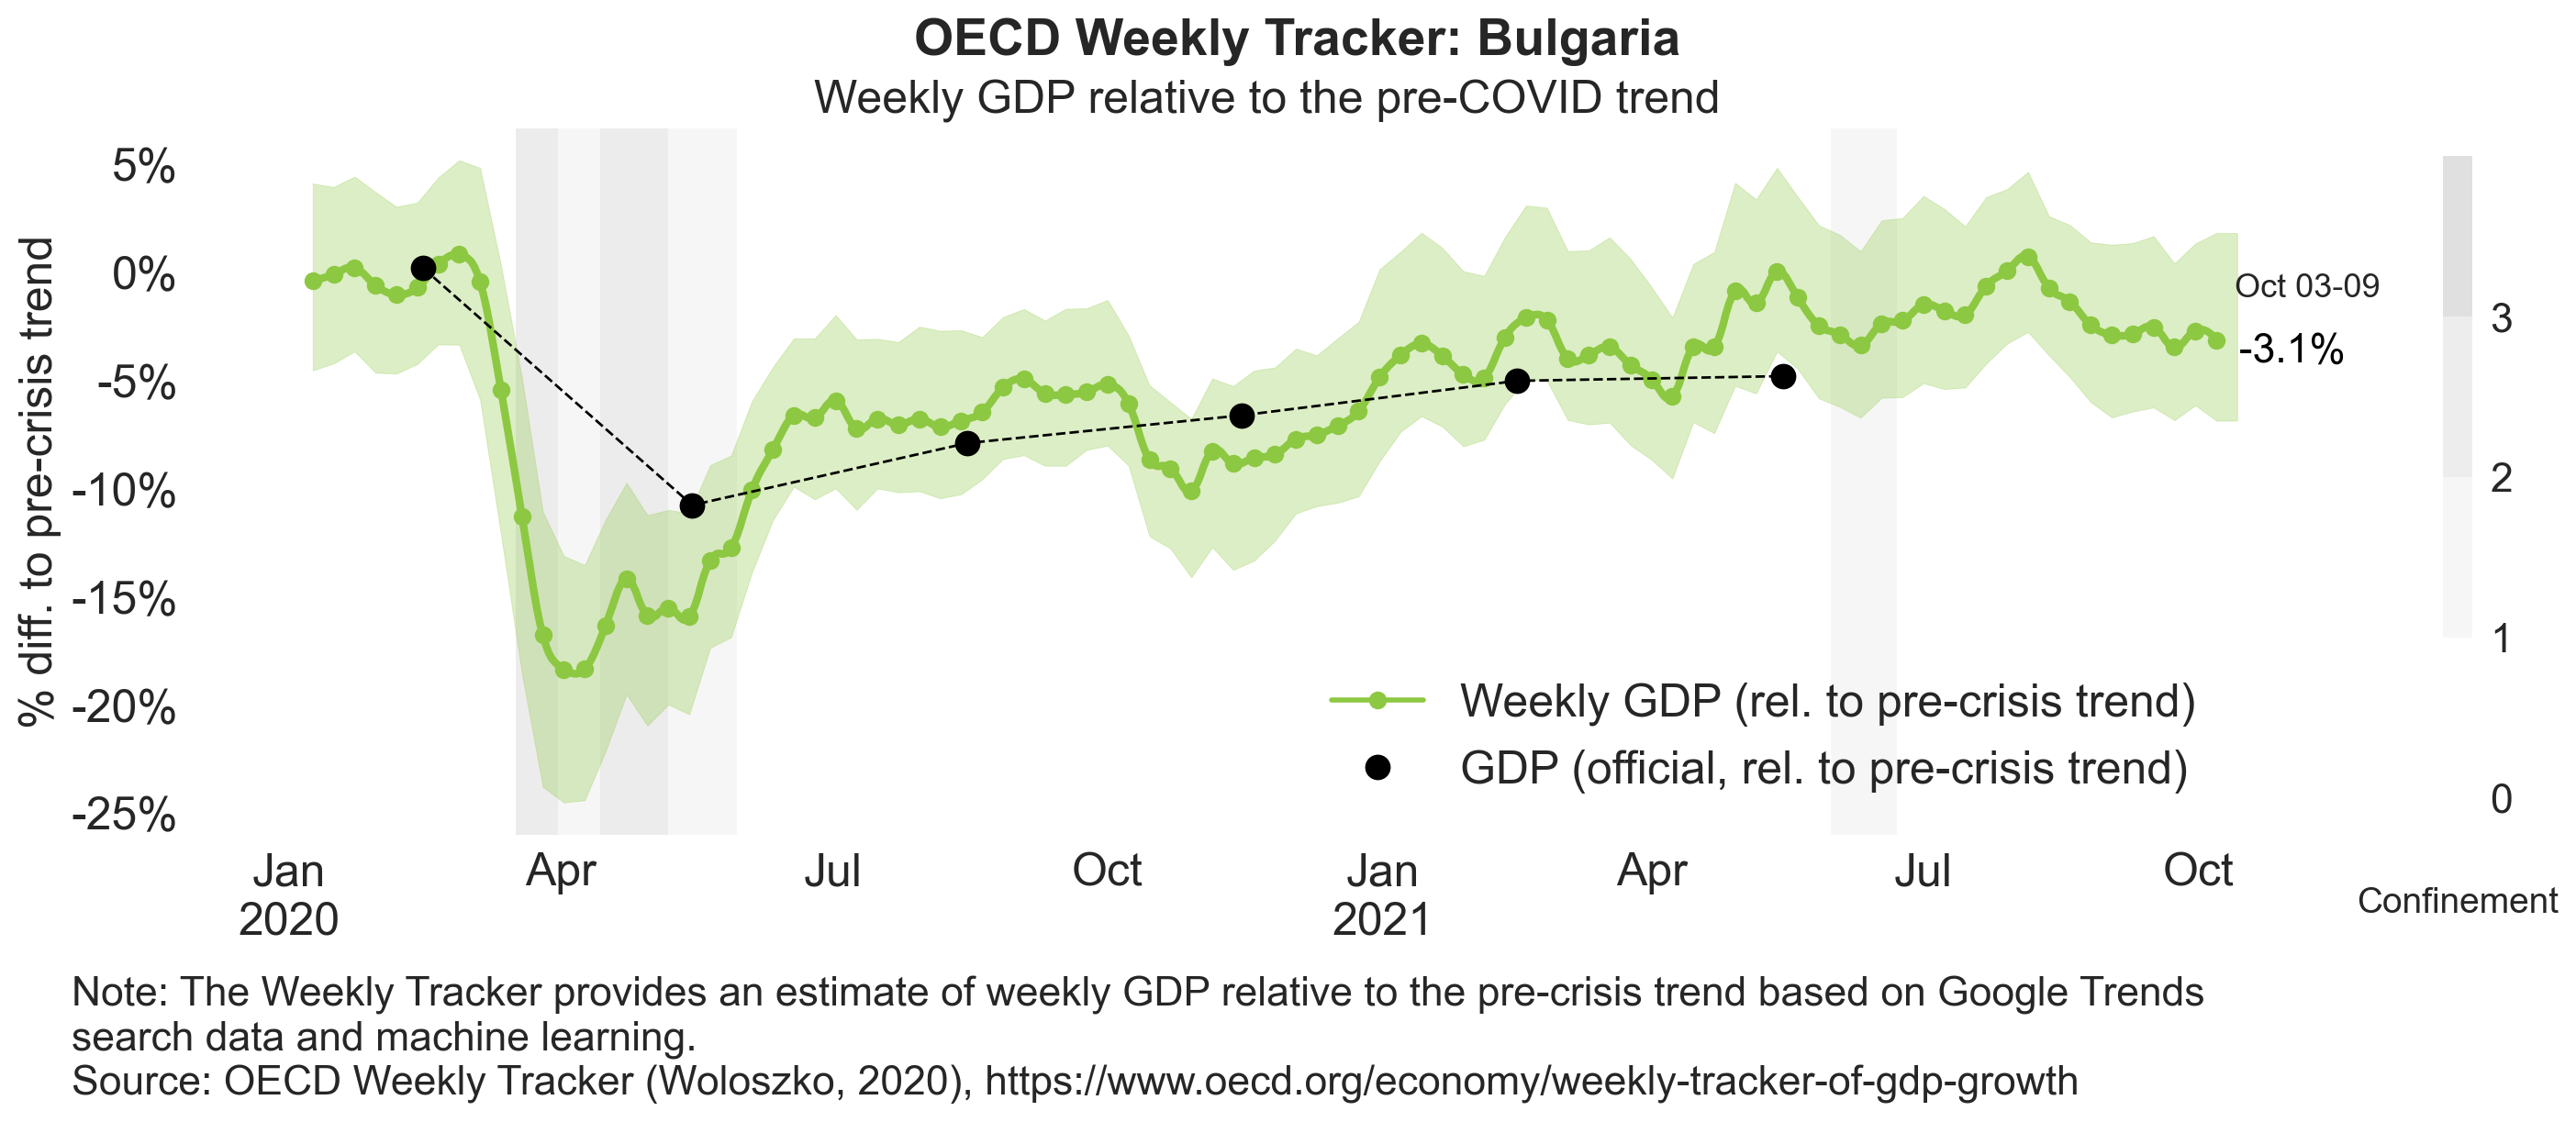 OECD Weekly Tracker: Bulgaria
Weekly GDP relative to the pre-COVID trend
% diff. to pre-crisis trend
5%
0%
-5%
-10%
-15%
-20%
-25%
Oct 03-09
-3.1%
Weekly GDP (rel. to pre-crisis trend)
GDP (official, rel. to pre-crisis trend)
3
2
1
0
Confinement
Jan Apr Jul Oct Jan Apr Jul Oct
2020 2021
Note: The Weekly Tracker provides an estimate of weekly GDP relative to the pre-crisis trend based on Google Trends
search data and machine learning.
Source: OECD Weekly Tracker (Woloszko, 2020), https://www.oecd.org/economy/weekly-tracker-of-gdp-growth